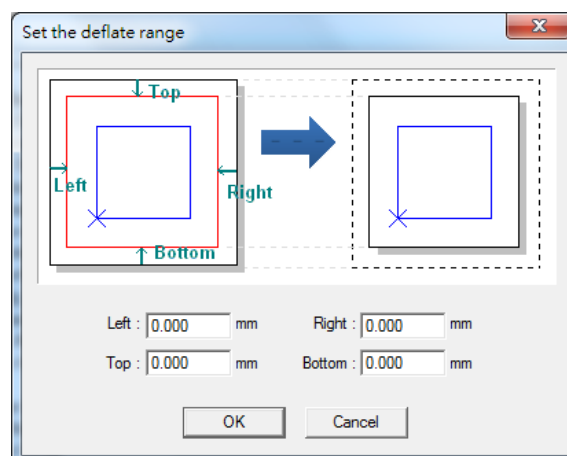 Set the deflate range
Top
Left
Right
Bottom
Left : 0.000 mm Right : 0.000 mm
Top : 0.000 mm Bottom : 0.000 mm
OK Cancel